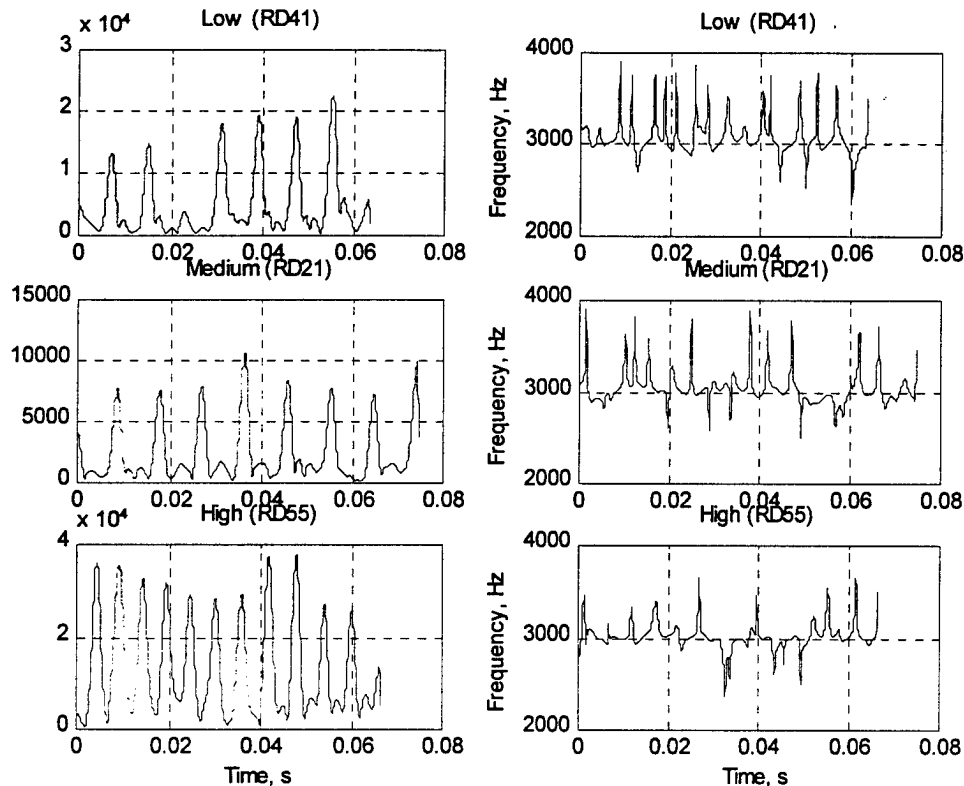 x 10⁴
Low (RD41)
3
2
1
0
0 0.02 0.04 0.06 0.08
Low (RD41)
4000
3000
2000
Frequency, Hz
0 0.02 0.04 0.06 0.08
Medium (RD21)
15000
10000
5000
0
0 0.02 0.04 0.06 0.08
Medium (RD21)
4000
3000
2000
Frequency, Hz
0 0.02 0.04 0.06 0.08
x 10⁴
High (RD55)
4
2
0
0 0.02 0.04 0.06 0.08
Time, s
High (RD55)
4000
3000
2000
Frequency, Hz
0 0.02 0.04 0.06 0.08
Time, s